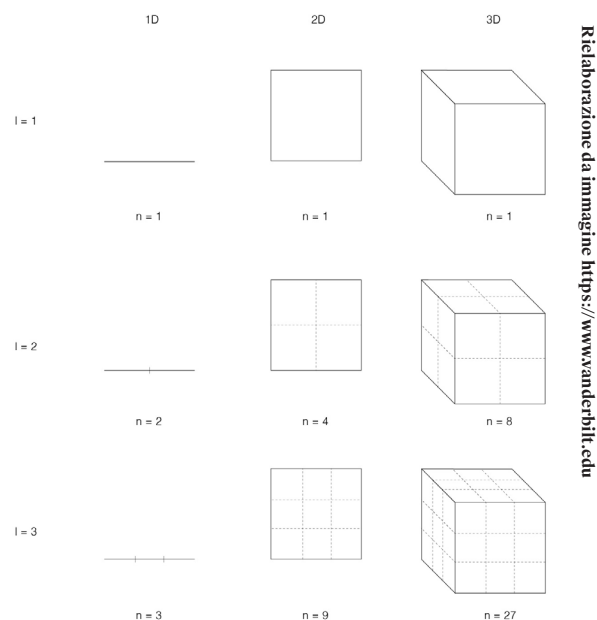 1D 2D 3D
l = 1
n = 1 n = 1 n = 1
l = 2
n = 2 n = 4 n = 8
l = 3
n = 3 n = 9 n = 27
Rielaborazione da immagine https://www.vanderbilt.edu